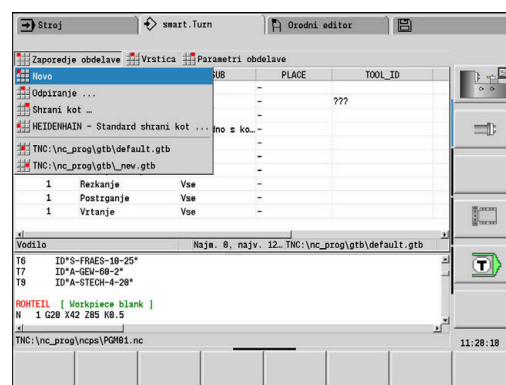 Stroj smart.Turn Orodni editor
Zaporedje obdelave Vrstica Parametri obdelave
Novo
SUB PLACE TOOL_ID
Odpiranje ...
–
Shrani kot …
– ???
HEIDENHAIN - Standard shrani kot ...
dno s ko…–
TNC:\nc_prog\gtb\default.gtb
–
TNC:\nc_prog\gtb\_new.gtb
–
1 Rezkanje Vse –
1 Postrganje Vse –
1 Vrtanje Vse –
Vodilo Najm. 0, najv. 12… TNC:\nc_prog\gtb\default.gtb
T6 ID"S-FRAES-10-25"
T7 ID"A-GEW-60-2"
T9 ID"A-STECH-4-20"
ROHTEIL [ Workpiece blank ]
N 1 G20 X42 Z85 K0.5
TNC:\nc_prog\ncps\PGM01.nc
T
11:28:18